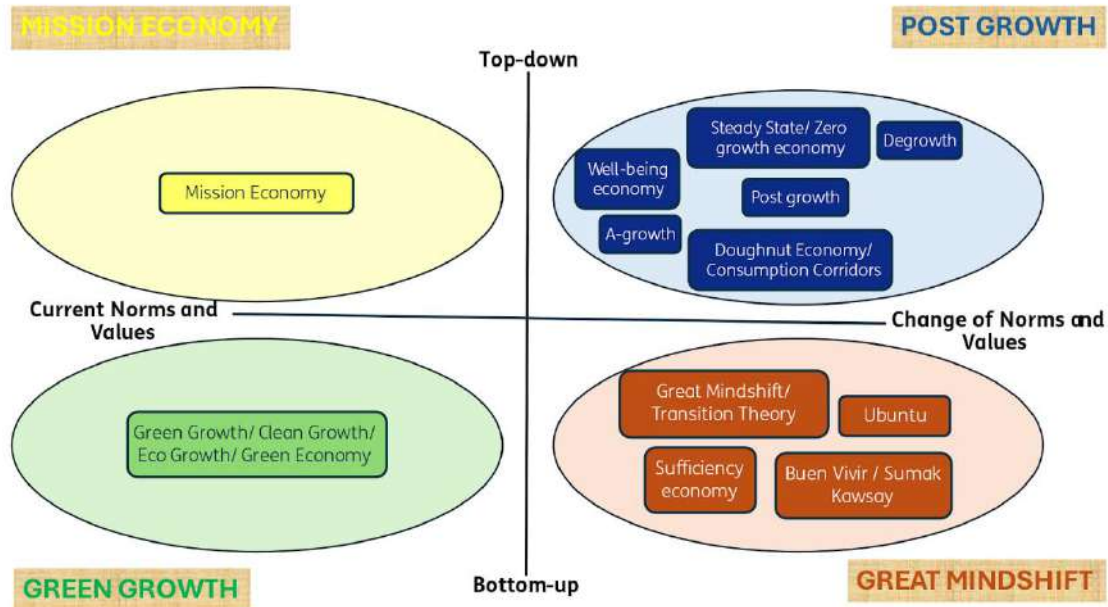 MISSION ECONOMY
POST GROWTH
Top-down
Mission Economy
Steady State/ Zero
growth economy
Degrowth
Well-being
economy
Post growth
A-growth
Doughnut Economy/
Consumption Corridors
Current Norms and
Values
Change of Norms and
Values
Green Growth/ Clean Growth/
Eco Growth/ Green Economy
Great Mindshift/
Transition Theory
Ubuntu
Sufficiency
economy
Buen Vivir / Sumak
Kawsay
Bottom-up
GREEN GROWTH
GREAT MINDSHIFT